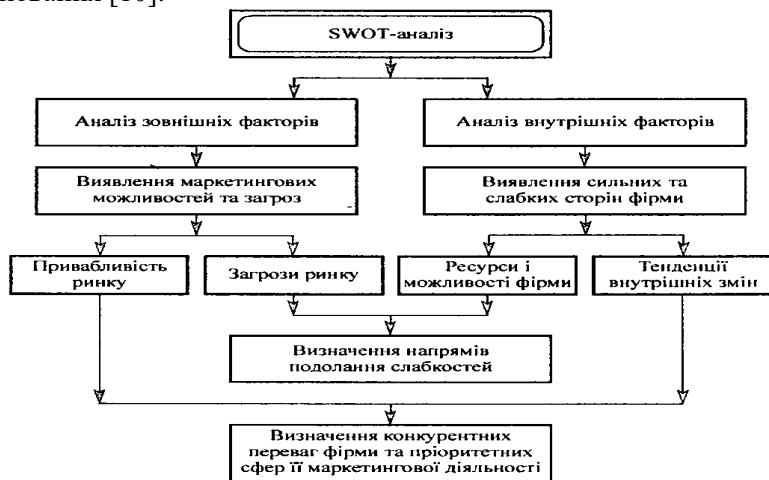 [10].
SWOT-аналіз
Аналіз зовнішніх факторів
Аналіз внутрішніх факторів
Виявлення маркетингових
можливостей та загроз
Виявлення сильних та
слабких сторін фірми
Привабливість
ринку
Загрози ринку
Ресурси і
можливості фірми
Тенденції
внутрішніх змін
Визначення напрямів
подолання слабкостей
Визначення конкурентних
переваг фірми та пріоритетних
сфер її маркетингової діяльності